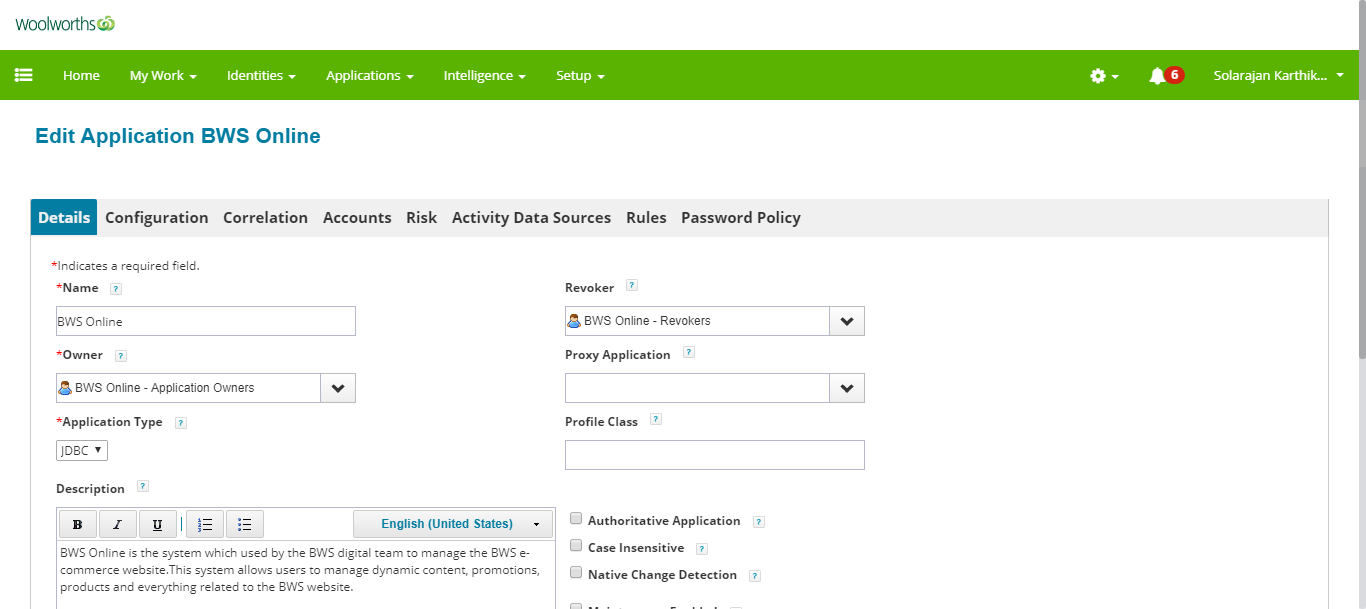 woolworths
Home My Work Identities Applications Intelligence Setup 6 Solarajan Karthik...
Edit Application BWS Online
Details Configuration Correlation Accounts Risk Activity Data Sources Rules Password Policy
*Indicates a required field.
*Name ?
BWS Online
Revoker ?
BWS Online - Revokers
*Owner ?
BWS Online - Application Owners
Proxy Application ?
*Application Type ?
JDBC
Profile Class ?
Description ?
B I U English (United States)
BWS Online is the system which used by the BWS digital team to manage the BWS e-
commerce website.This system allows users to manage dynamic content, promotions,
products and everything related to the BWS website.
Authoritative Application ?
Case Insensitive ?
Native Change Detection ?